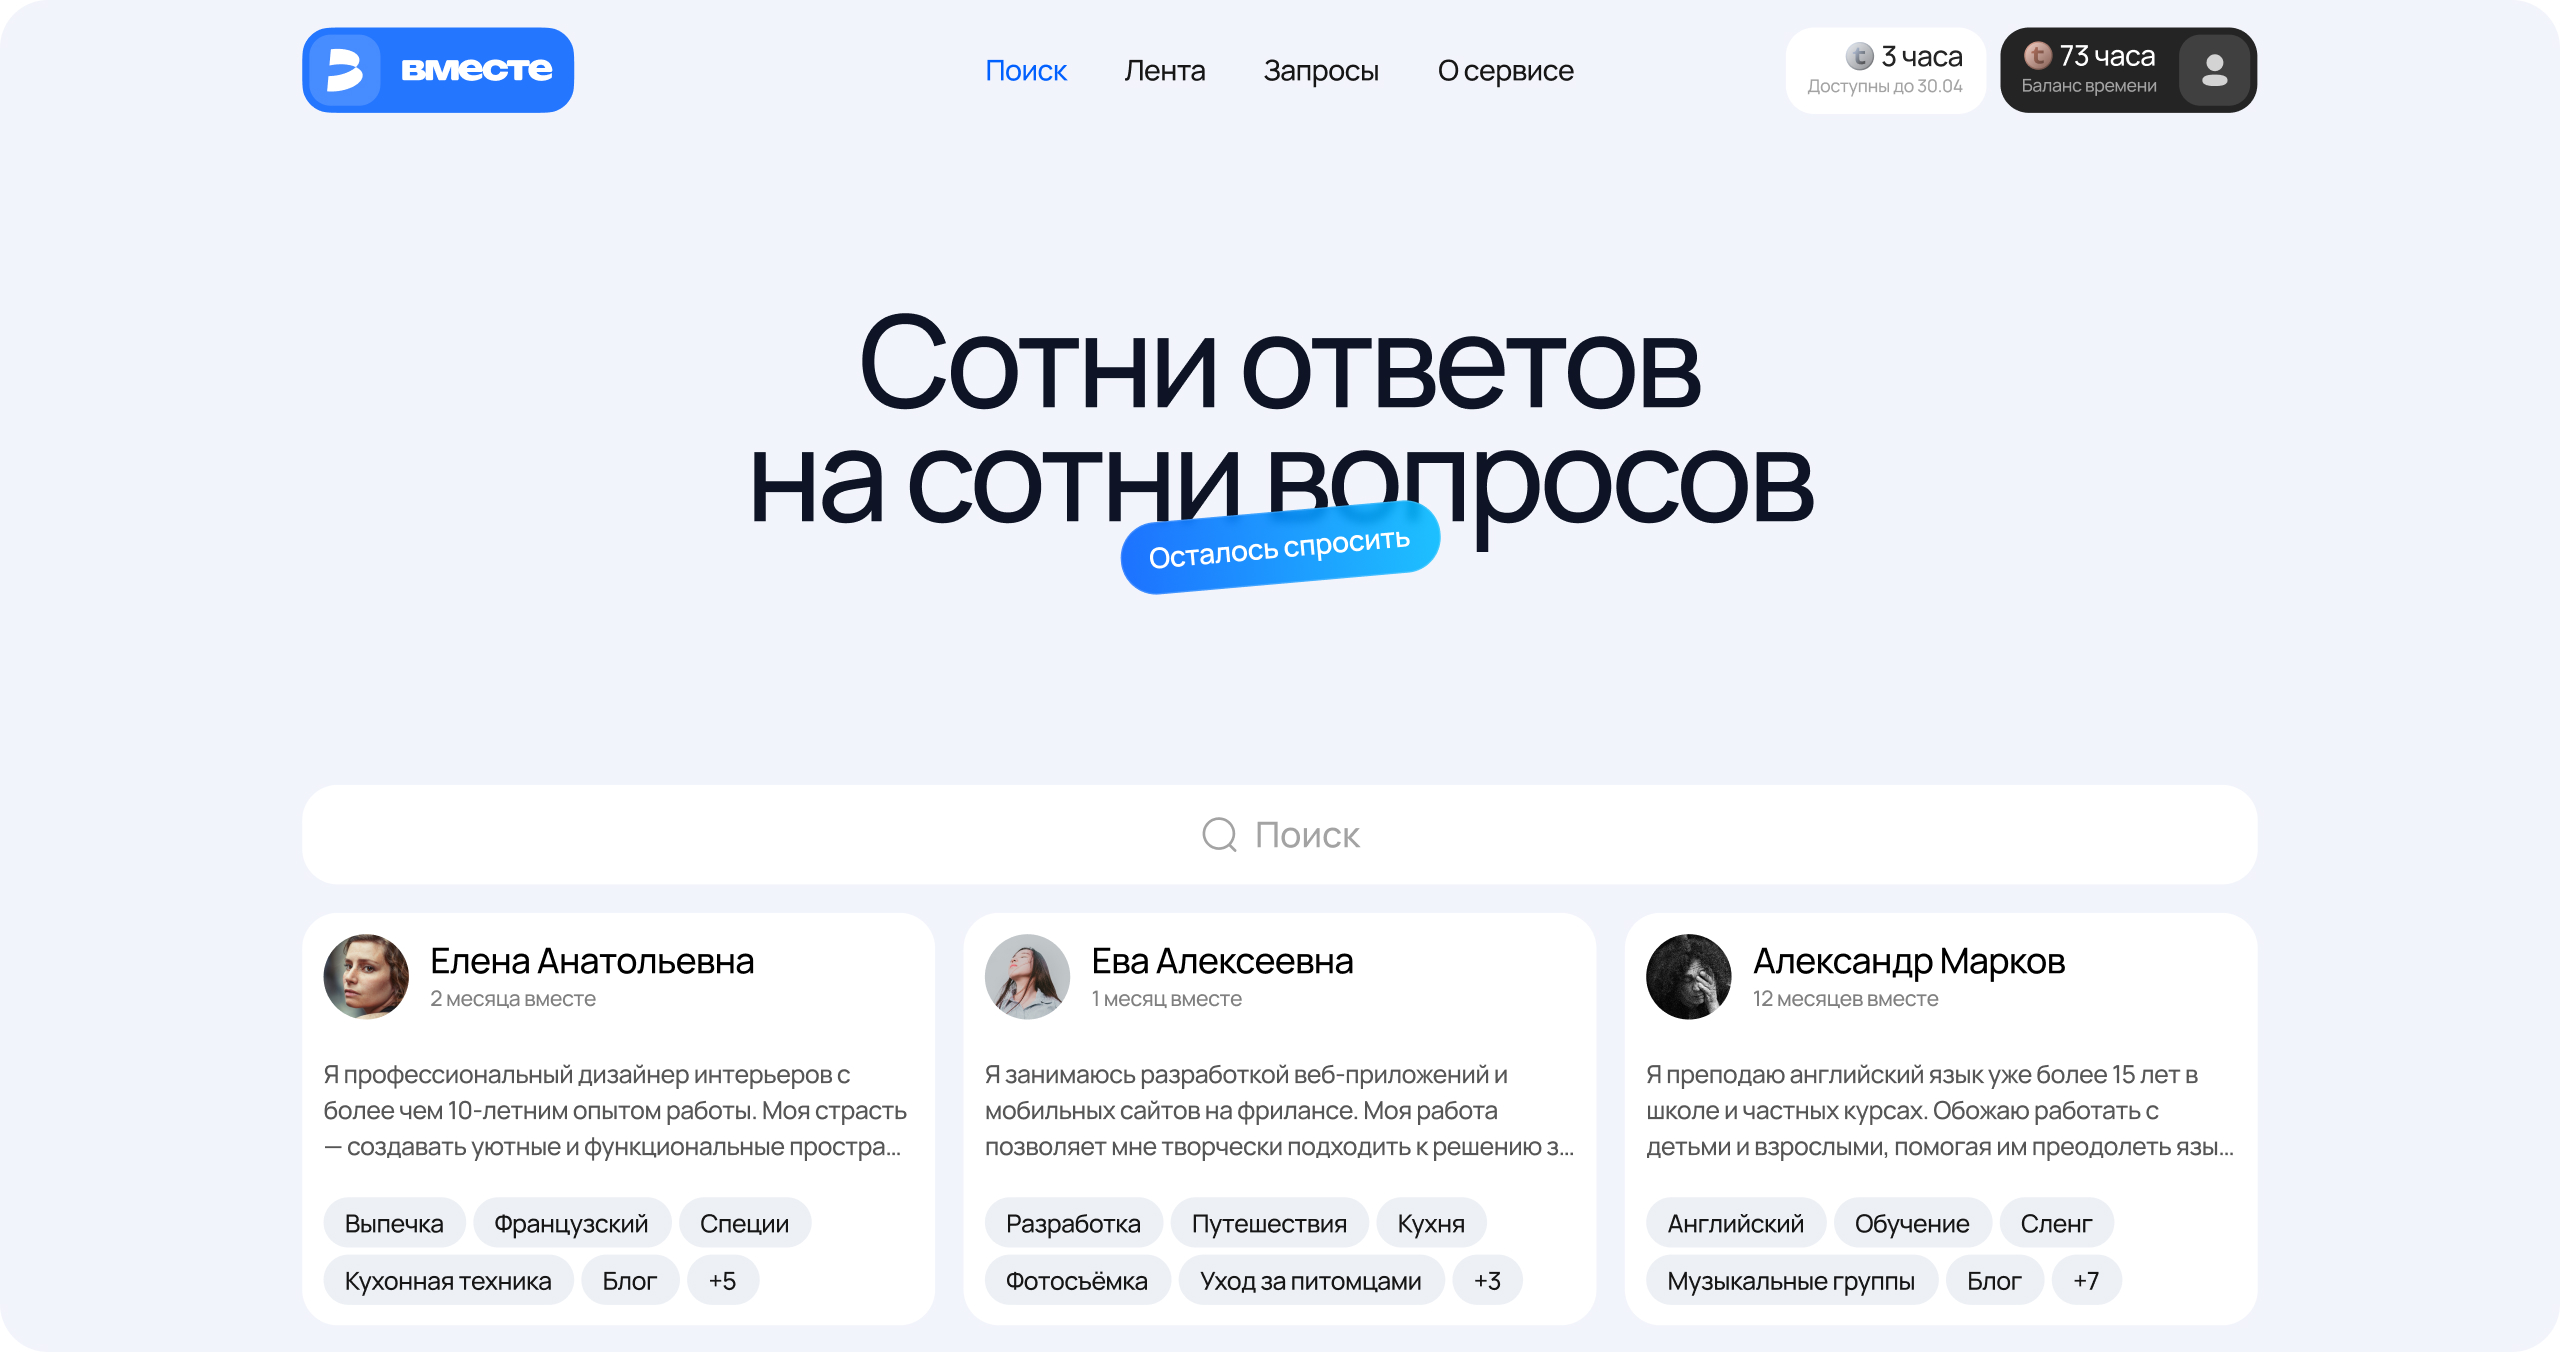 вместе
Поиск
Лента
Запросы
О сервисе
3 часа
Доступны до 30.04
73 часа
Баланс времени
Сотни ответов
на сотни вопросов
Осталось спросить
Поиск
Елена Анатольевна
2 месяца вместе
Я профессиональный дизайнер интерьеров с
более чем 10-летним опытом работы. Моя страсть
— создавать уютные и функциональные простра...
Выпечка
Французский
Специи
Кухонная техника
Блог
+5
Ева Алексеевна
1 месяц вместе
Я занимаюсь разработкой веб-приложений и
мобильных сайтов на фрилансе. Моя работа
позволяет мне творчески подходить к решению з...
Разработка
Путешествия
Кухня
Фотосъёмка
Уход за питомцами
+3
Александр Марков
12 месяцев вместе
Я преподаю английский язык уже более 15 лет в
школе и частных курсах. Обожаю работать с
детьми и взрослыми, помогая им преодолеть язы...
Английский
Обучение
Сленг
Музыкальные группы
Блог
+7